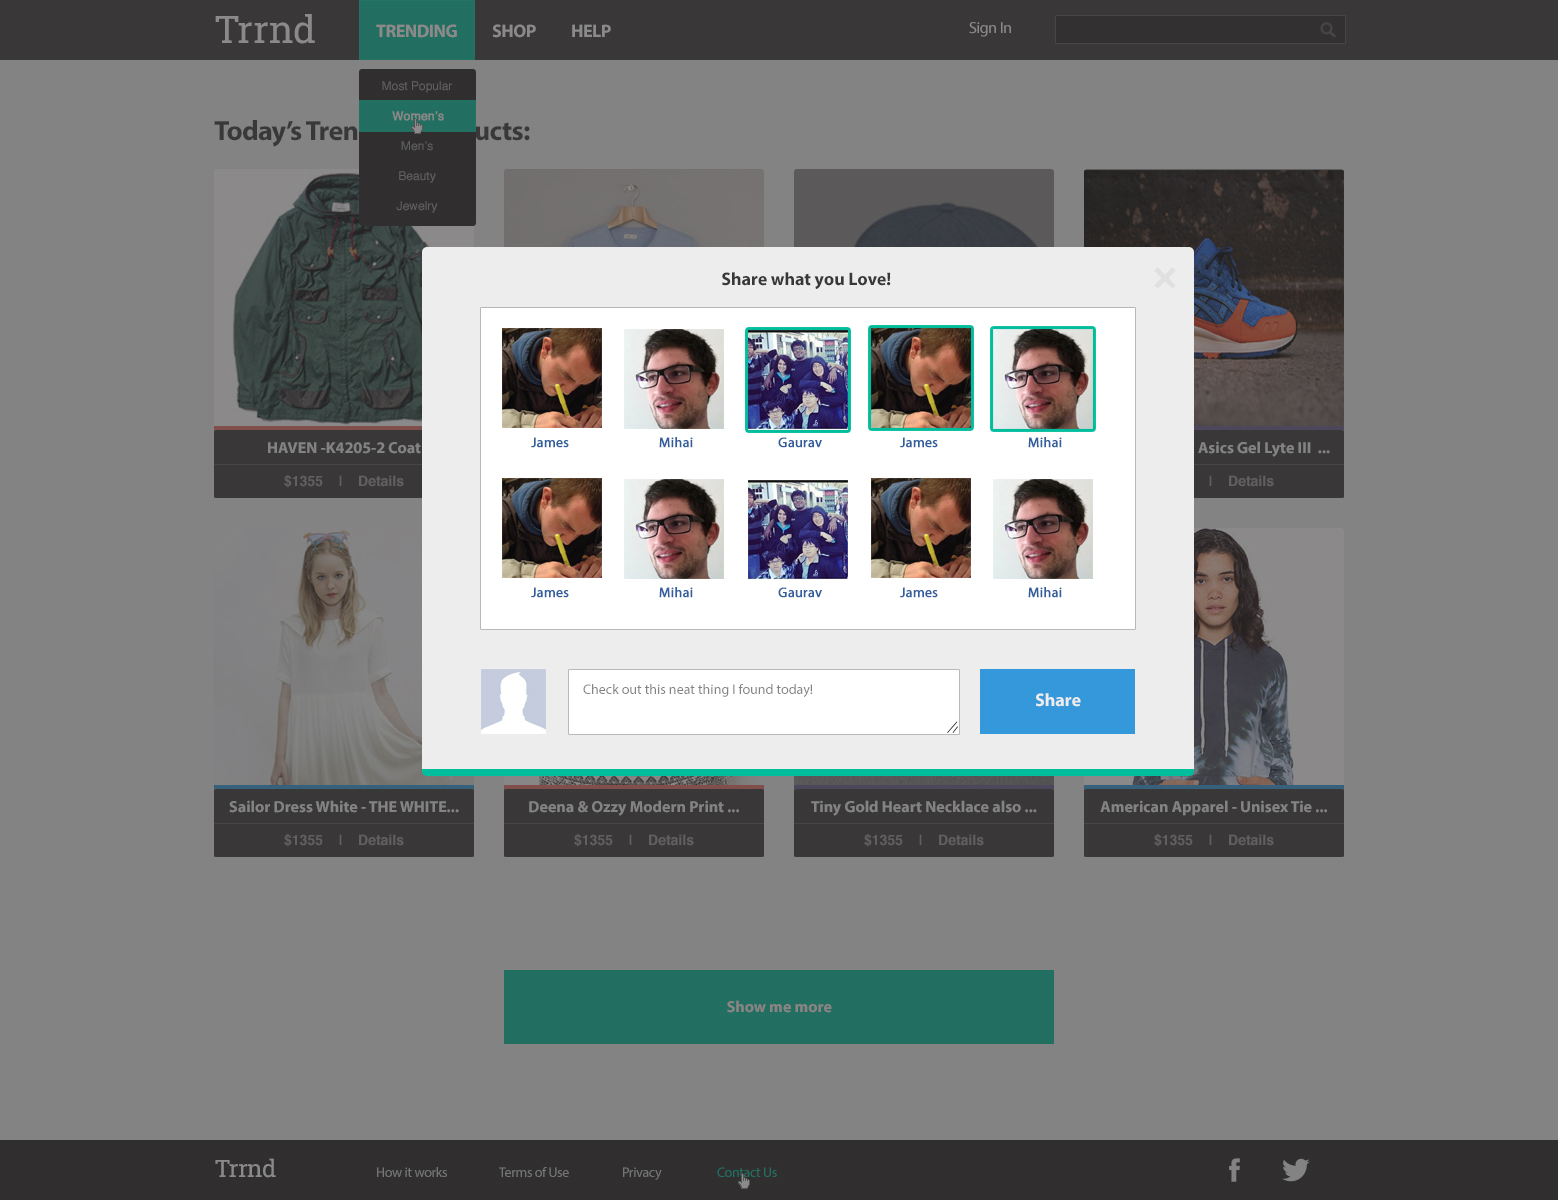 Trrnd
TRENDING
SHOP
HELP
Sign In
Most Popular
Women's
Men's
Beauty
Jewelry
Today's Tren ucts:
Share what you Love!
James
Mihai
Gaurav
James
Mihai
HAVEN -K4205-2 Coat
Asics Gel Lyte III ...
$1355 | Details
| Details
James
Mihai
Gaurav
James
Mihai
Check out this neat thing I found today!
Share
Sailor Dress White - THE WHITE...
Deena & Ozzy Modern Print ...
Tiny Gold Heart Necklace also ...
American Apparel - Unisex Tie ...
$1355 | Details
$1355 | Details
$1355 | Details
$1355 | Details
Show me more
Trrnd
How it works
Terms of Use
Privacy
Contact Us